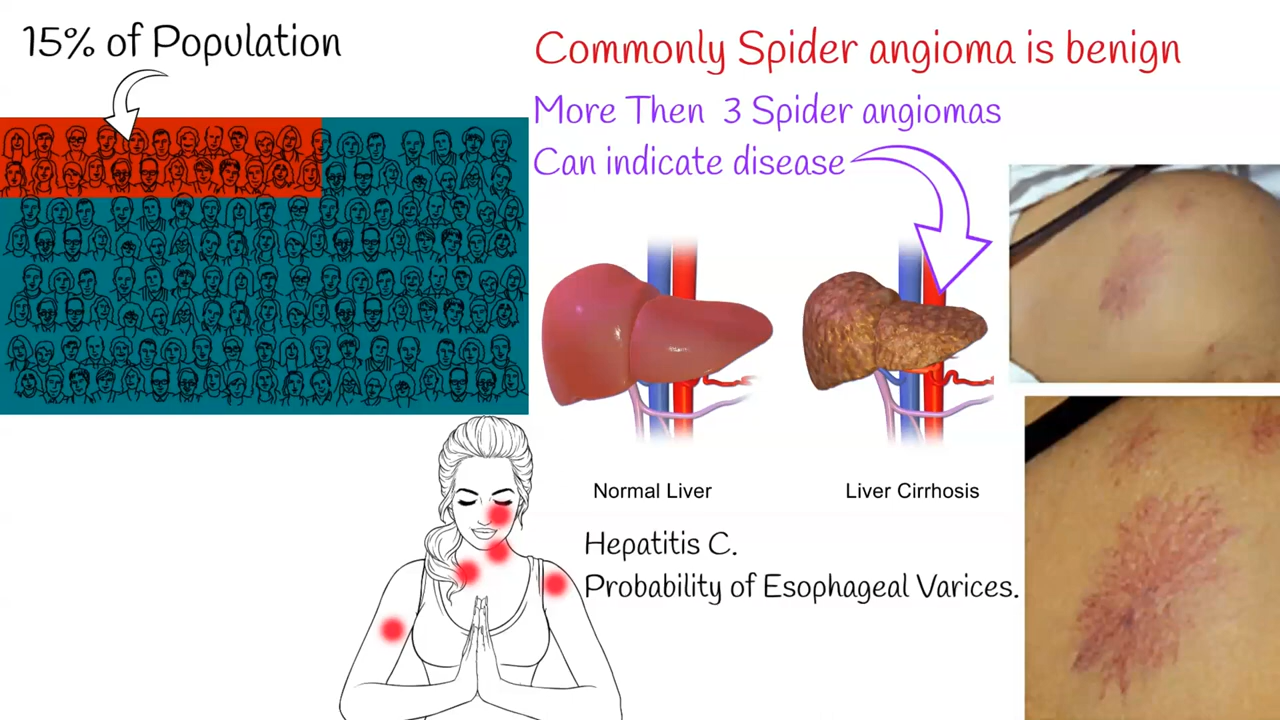 15% of Population
Commonly Spider angioma is benign
More Then 3 Spider angiomas
Can indicate disease
Normal Liver
Liver Cirrhosis
Hepatitis C.
Probability of Esophageal Varices.